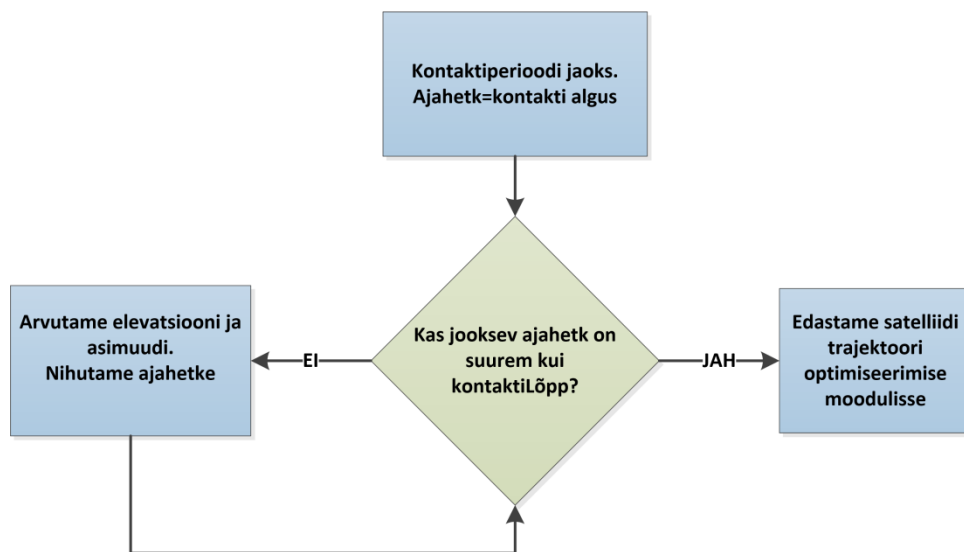 Kontaktiperioodi jaoks.
Ajahetk=kontakti algus
Arvutame elevatsiooni ja
asimuudi.
Nihutame ajahetke
EI
Kas jooksev ajahetk on
suurem kui
kontaktiLõpp?
JAH
Edastame satelliidi
trajektoori
optimiseerimise
moodulisse